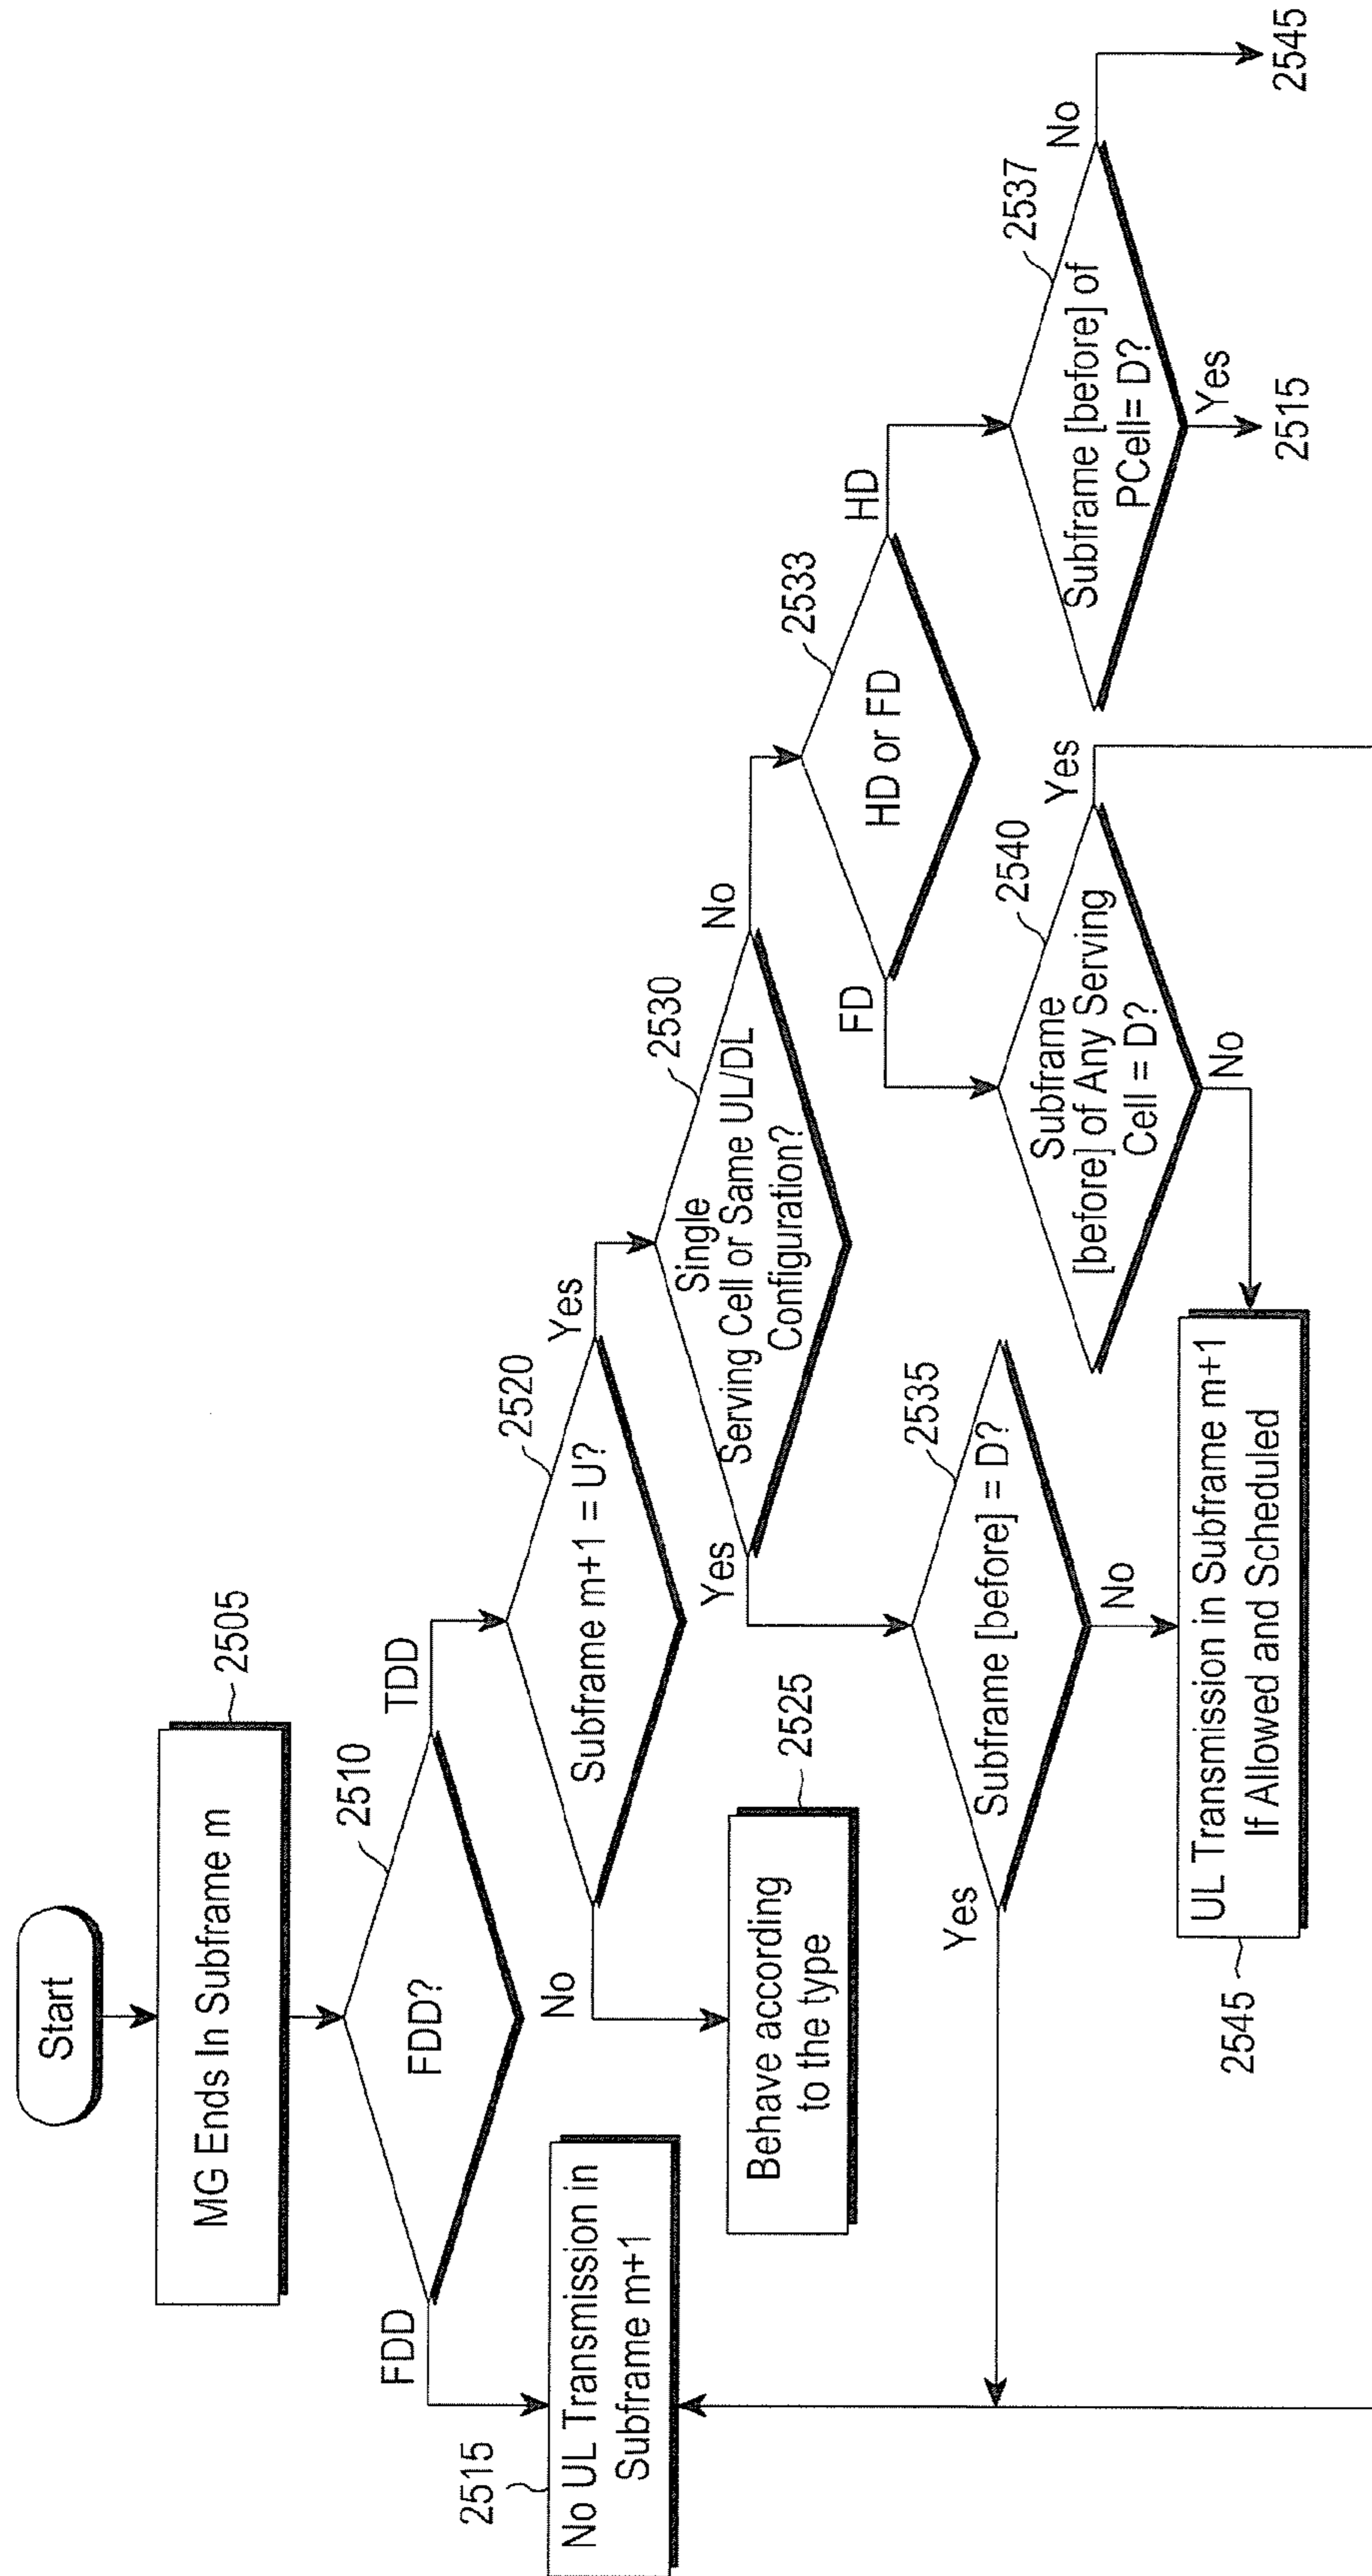 Start
MG Ends In Subframe m
2505
FDD?
2510
FDD
TDD
No UL Transmission in
Subframe m+1
2515
Subframe m+1 = U?
2520
No
Yes
Behave according
to the type
2525
Single
Serving Cell or Same UL/DL
Configuration?
2530
Yes
No
HD or FD
2533
FD
HD
Subframe [before] = D?
2535
Yes
No
Subframe
[before] of Any Serving
Cell = D?
2540
Yes
No
Subframe [before] of
PCell= D?
2537
No
Yes
2545
2515
UL Transmission in Subframe m+1
If Allowed and Scheduled
2545